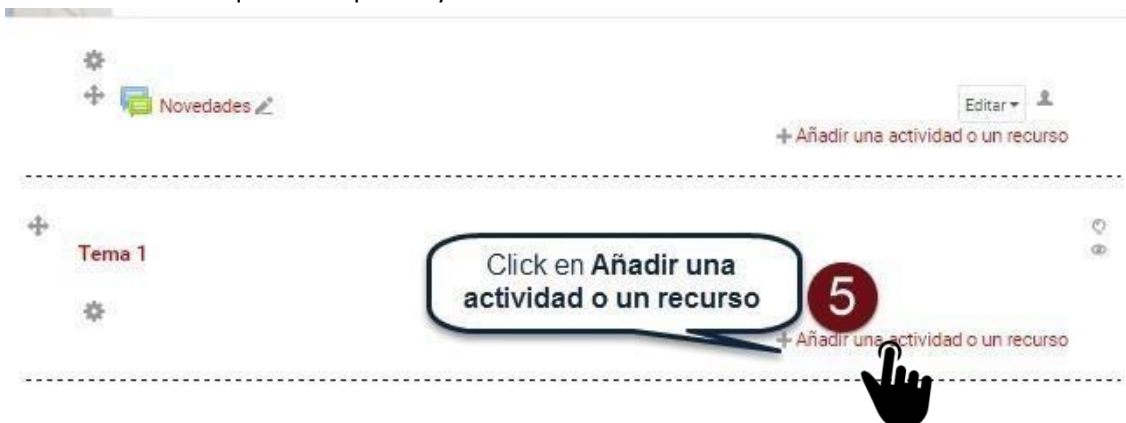 Novedades
Editar
Añadir una actividad o un recurso
Tema 1
Click en Añadir una
actividad o un recurso
5
Añadir una actividad o un recurso